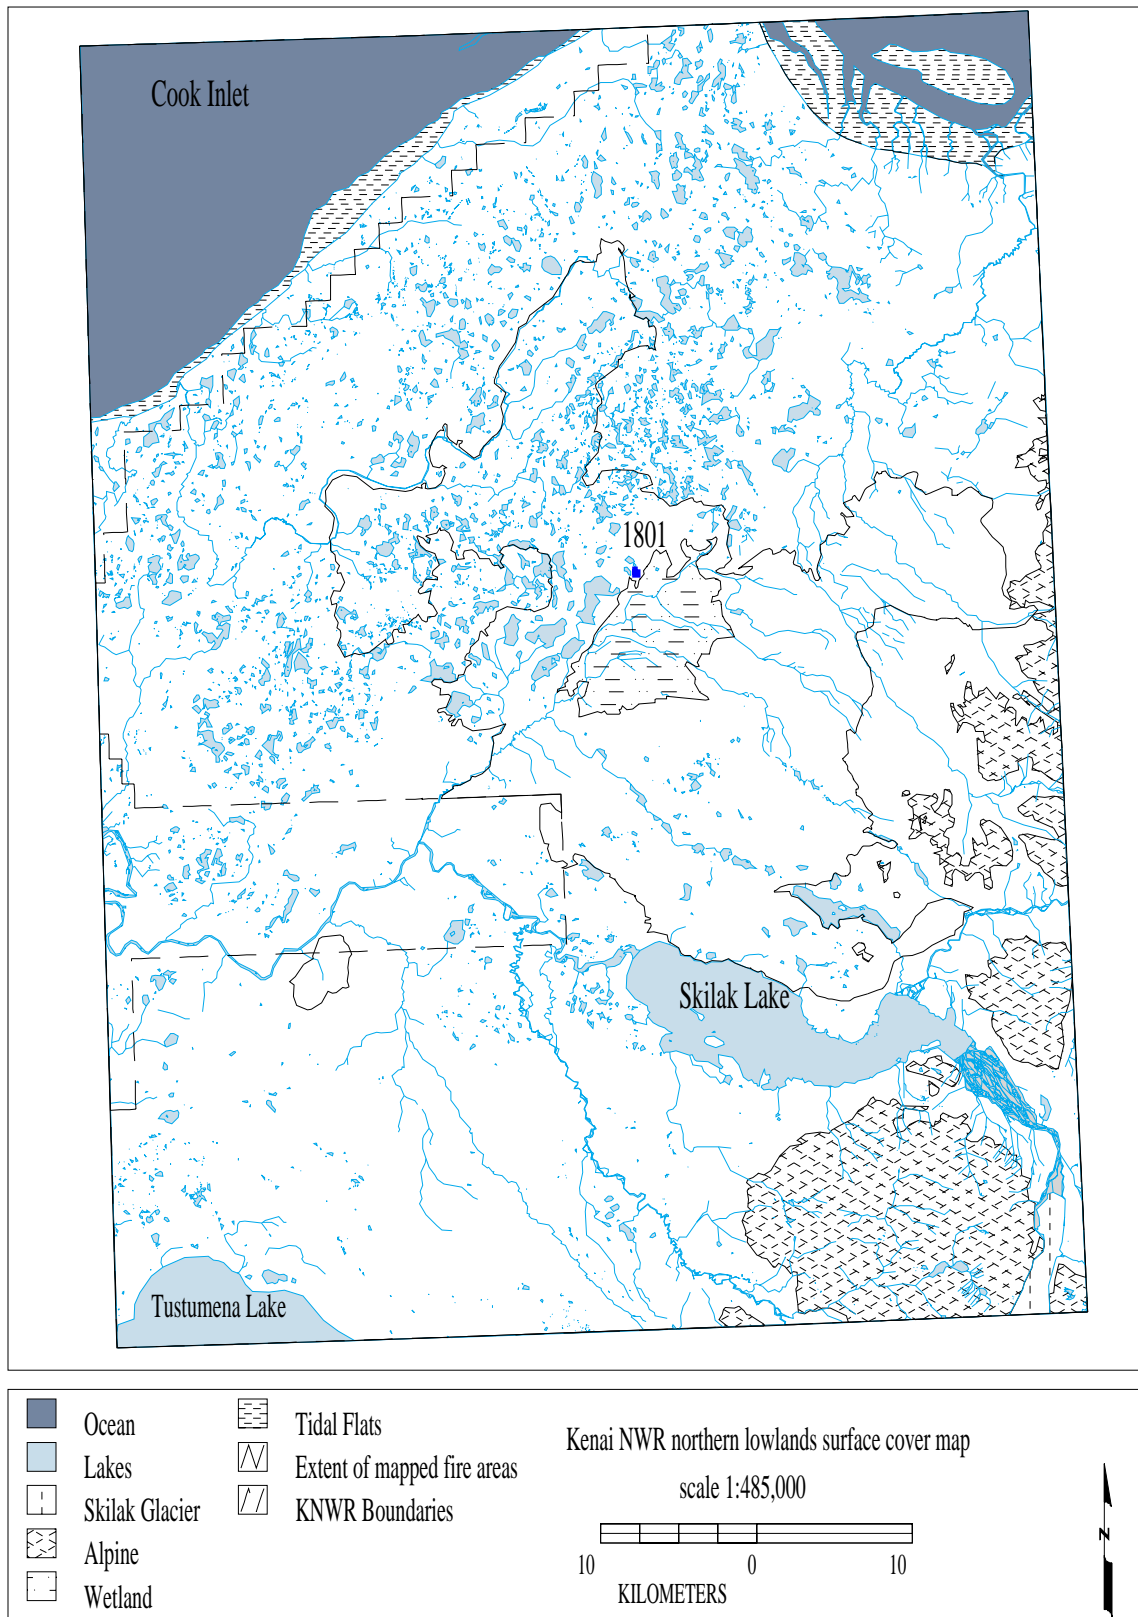 Cook Inlet
1801
Skilak Lake
Tustumena Lake
Ocean
Lakes
Skilak Glacier
Alpine
Wetland
Tidal Flats
Extent of mapped fire areas
KNWR Boundaries
Kenai NWR northern lowlands surface cover map
scale 1:485,000
10 0 10
KILOMETERS
N